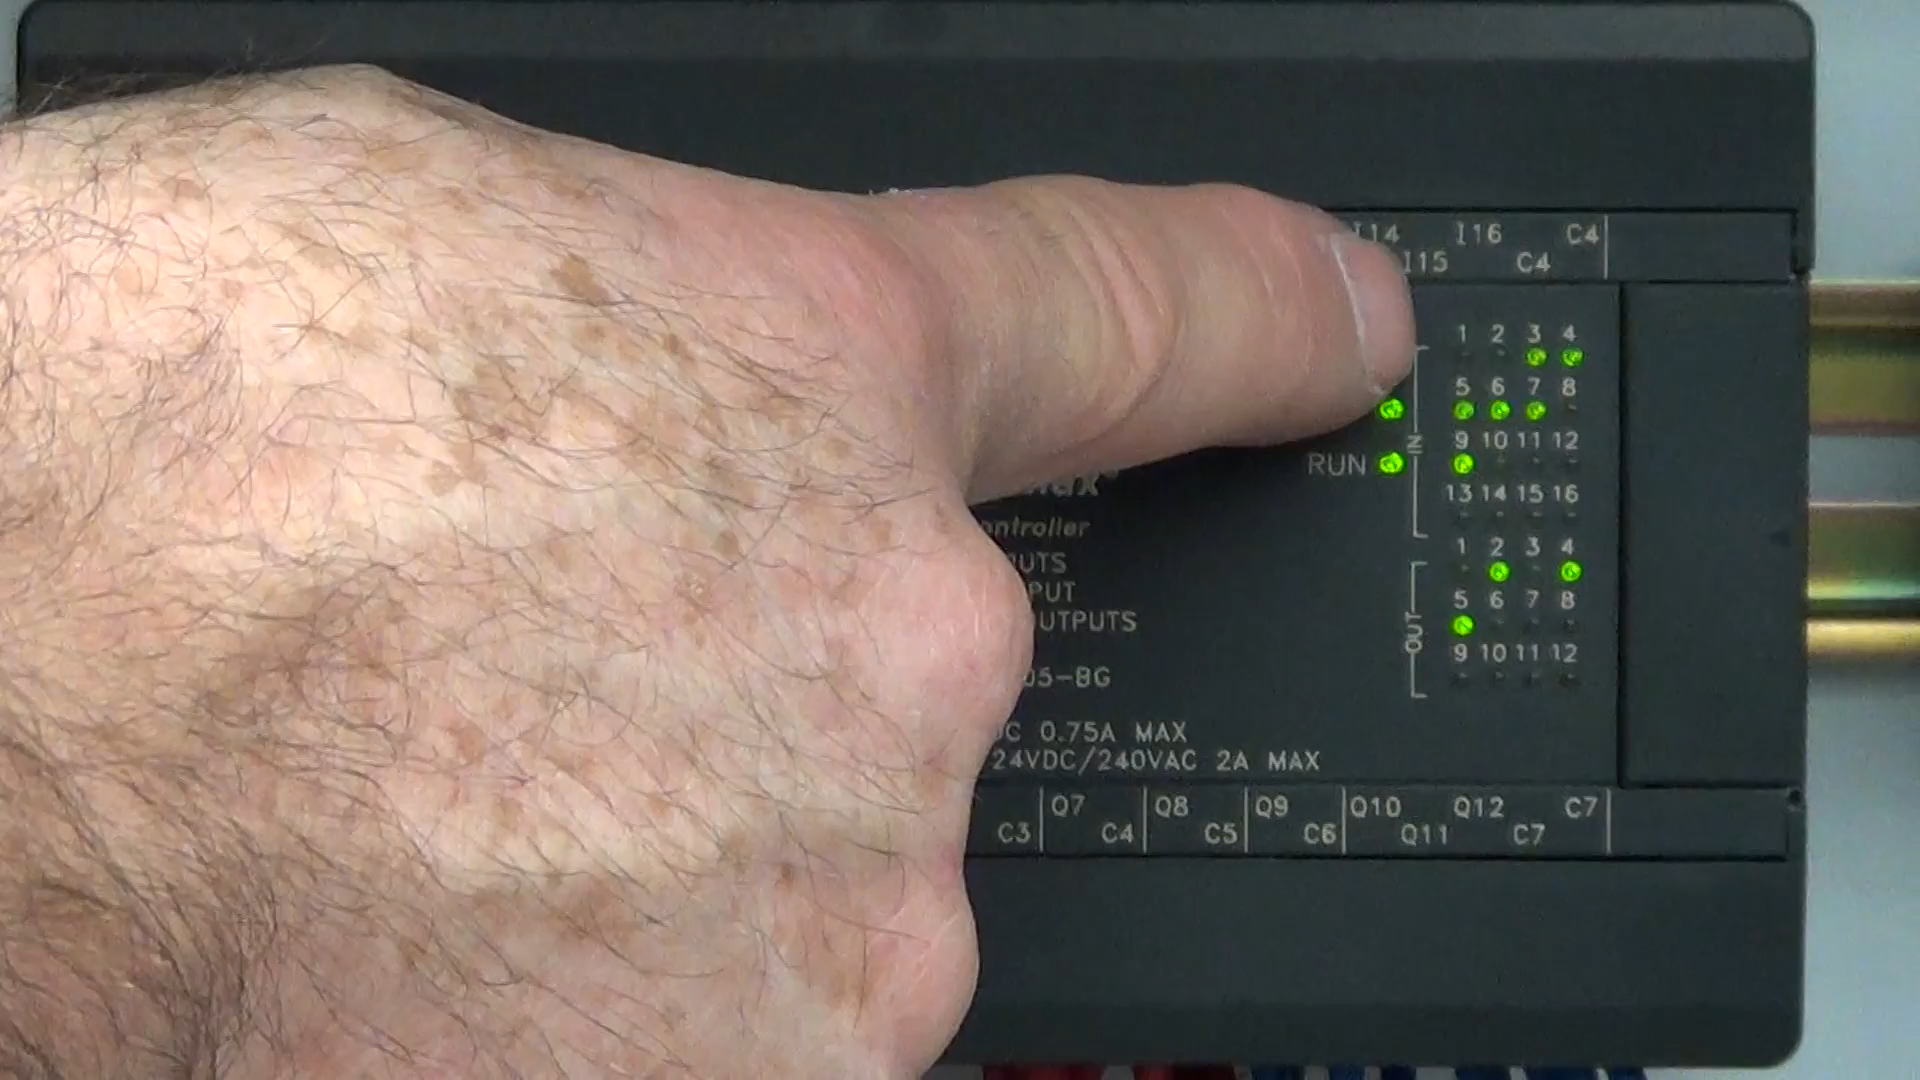 I14 I16 C4
I15 C4
1 2 3 4
5 6 7 8
IN
9 10 11 12
RUN
13 14 15 16
ontroller
1 2 3 4
UTS
PUT
5 6 7 8
UTPUTS
OUT
9 10 11 12
05-BG
C 0.75A MAX
24VDC/240VAC 2A MAX
Q7 Q8 Q9 Q10 Q12 C7
C3 C4 C5 C6 Q11 C7